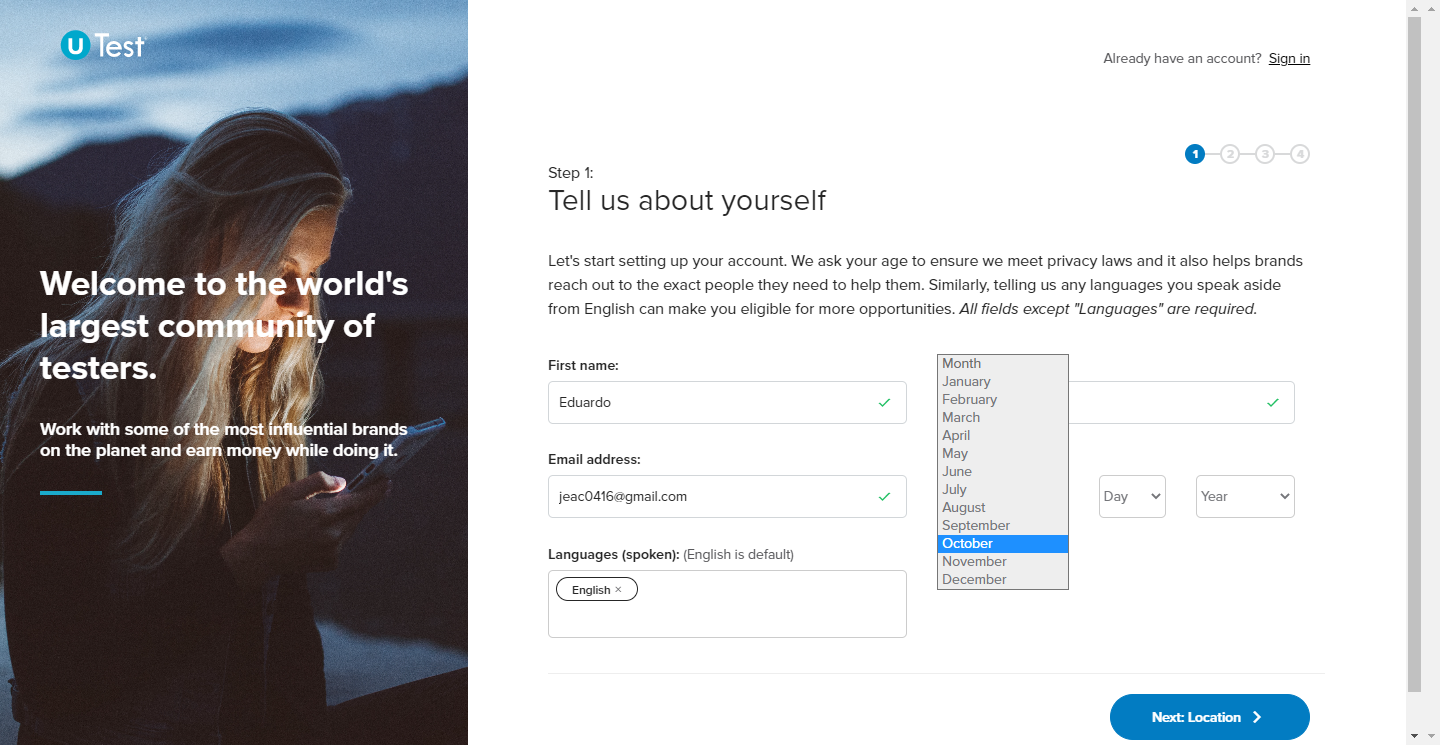 U Test
Already have an account? Sign in
1 2 3 4
Step 1:
Tell us about yourself
Welcome to the world's
largest community of
testers.
Work with some of the most influential brands
on the planet and earn money while doing it.
Let's start setting up your account. We ask your age to ensure we meet privacy laws and it also helps brands
reach out to the exact people they need to help them. Similarly, telling us any languages you speak aside
from English can make you eligible for more opportunities. All fields except "Languages" are required.
First name:
Eduardo
Email address:
jeac0416@gmail.com
Languages (spoken): (English is default)
English ×
Month
January
February
March
April
May
June
July
August
September
October
November
December
Day
Year
Next: Location